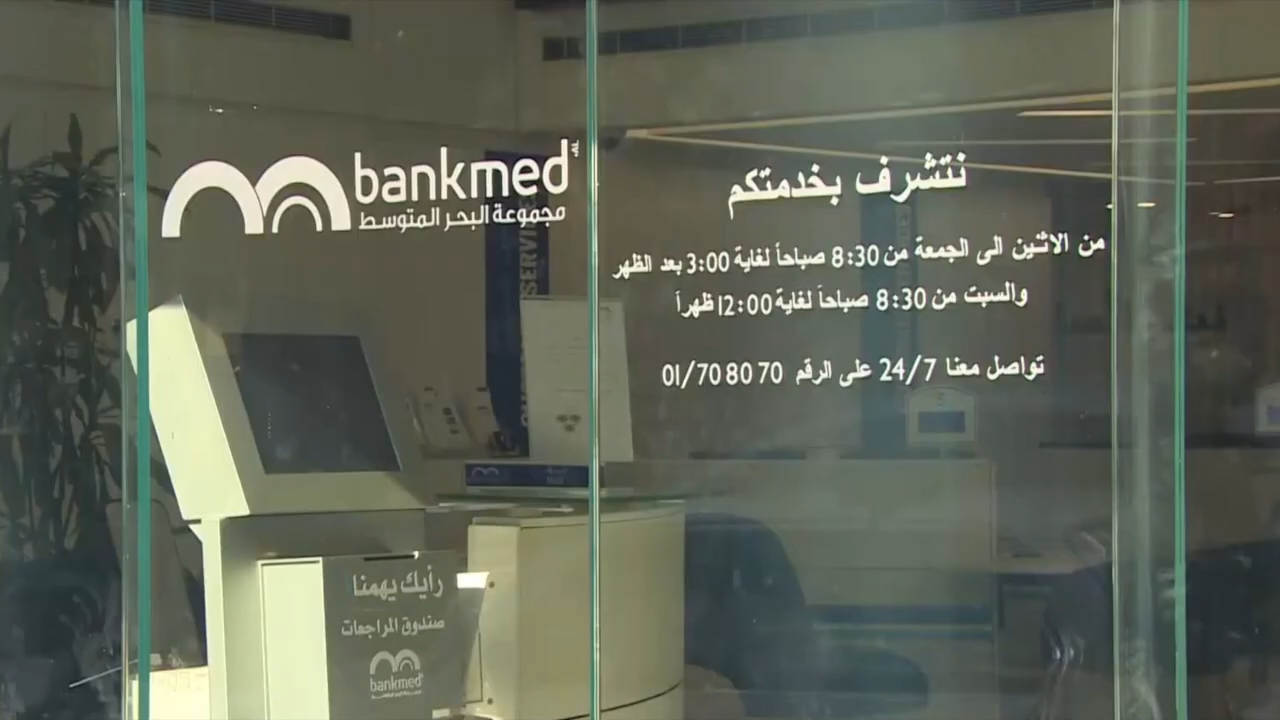 bankmed
مجموعة البحر المتوسط
نتشرف بخدمتكم
من الاثنين الى الجمعة من 8:30 صباحاً لغاية 3:00 بعد الظهر
والسبت من 8:30 صباحاً لغاية 12:00 ظهراً
تواصل معنا 24/7 على الرقم 01/70 80 70
SERVICE
رأيك يهمنا
صندوق المراجعات
bankmed